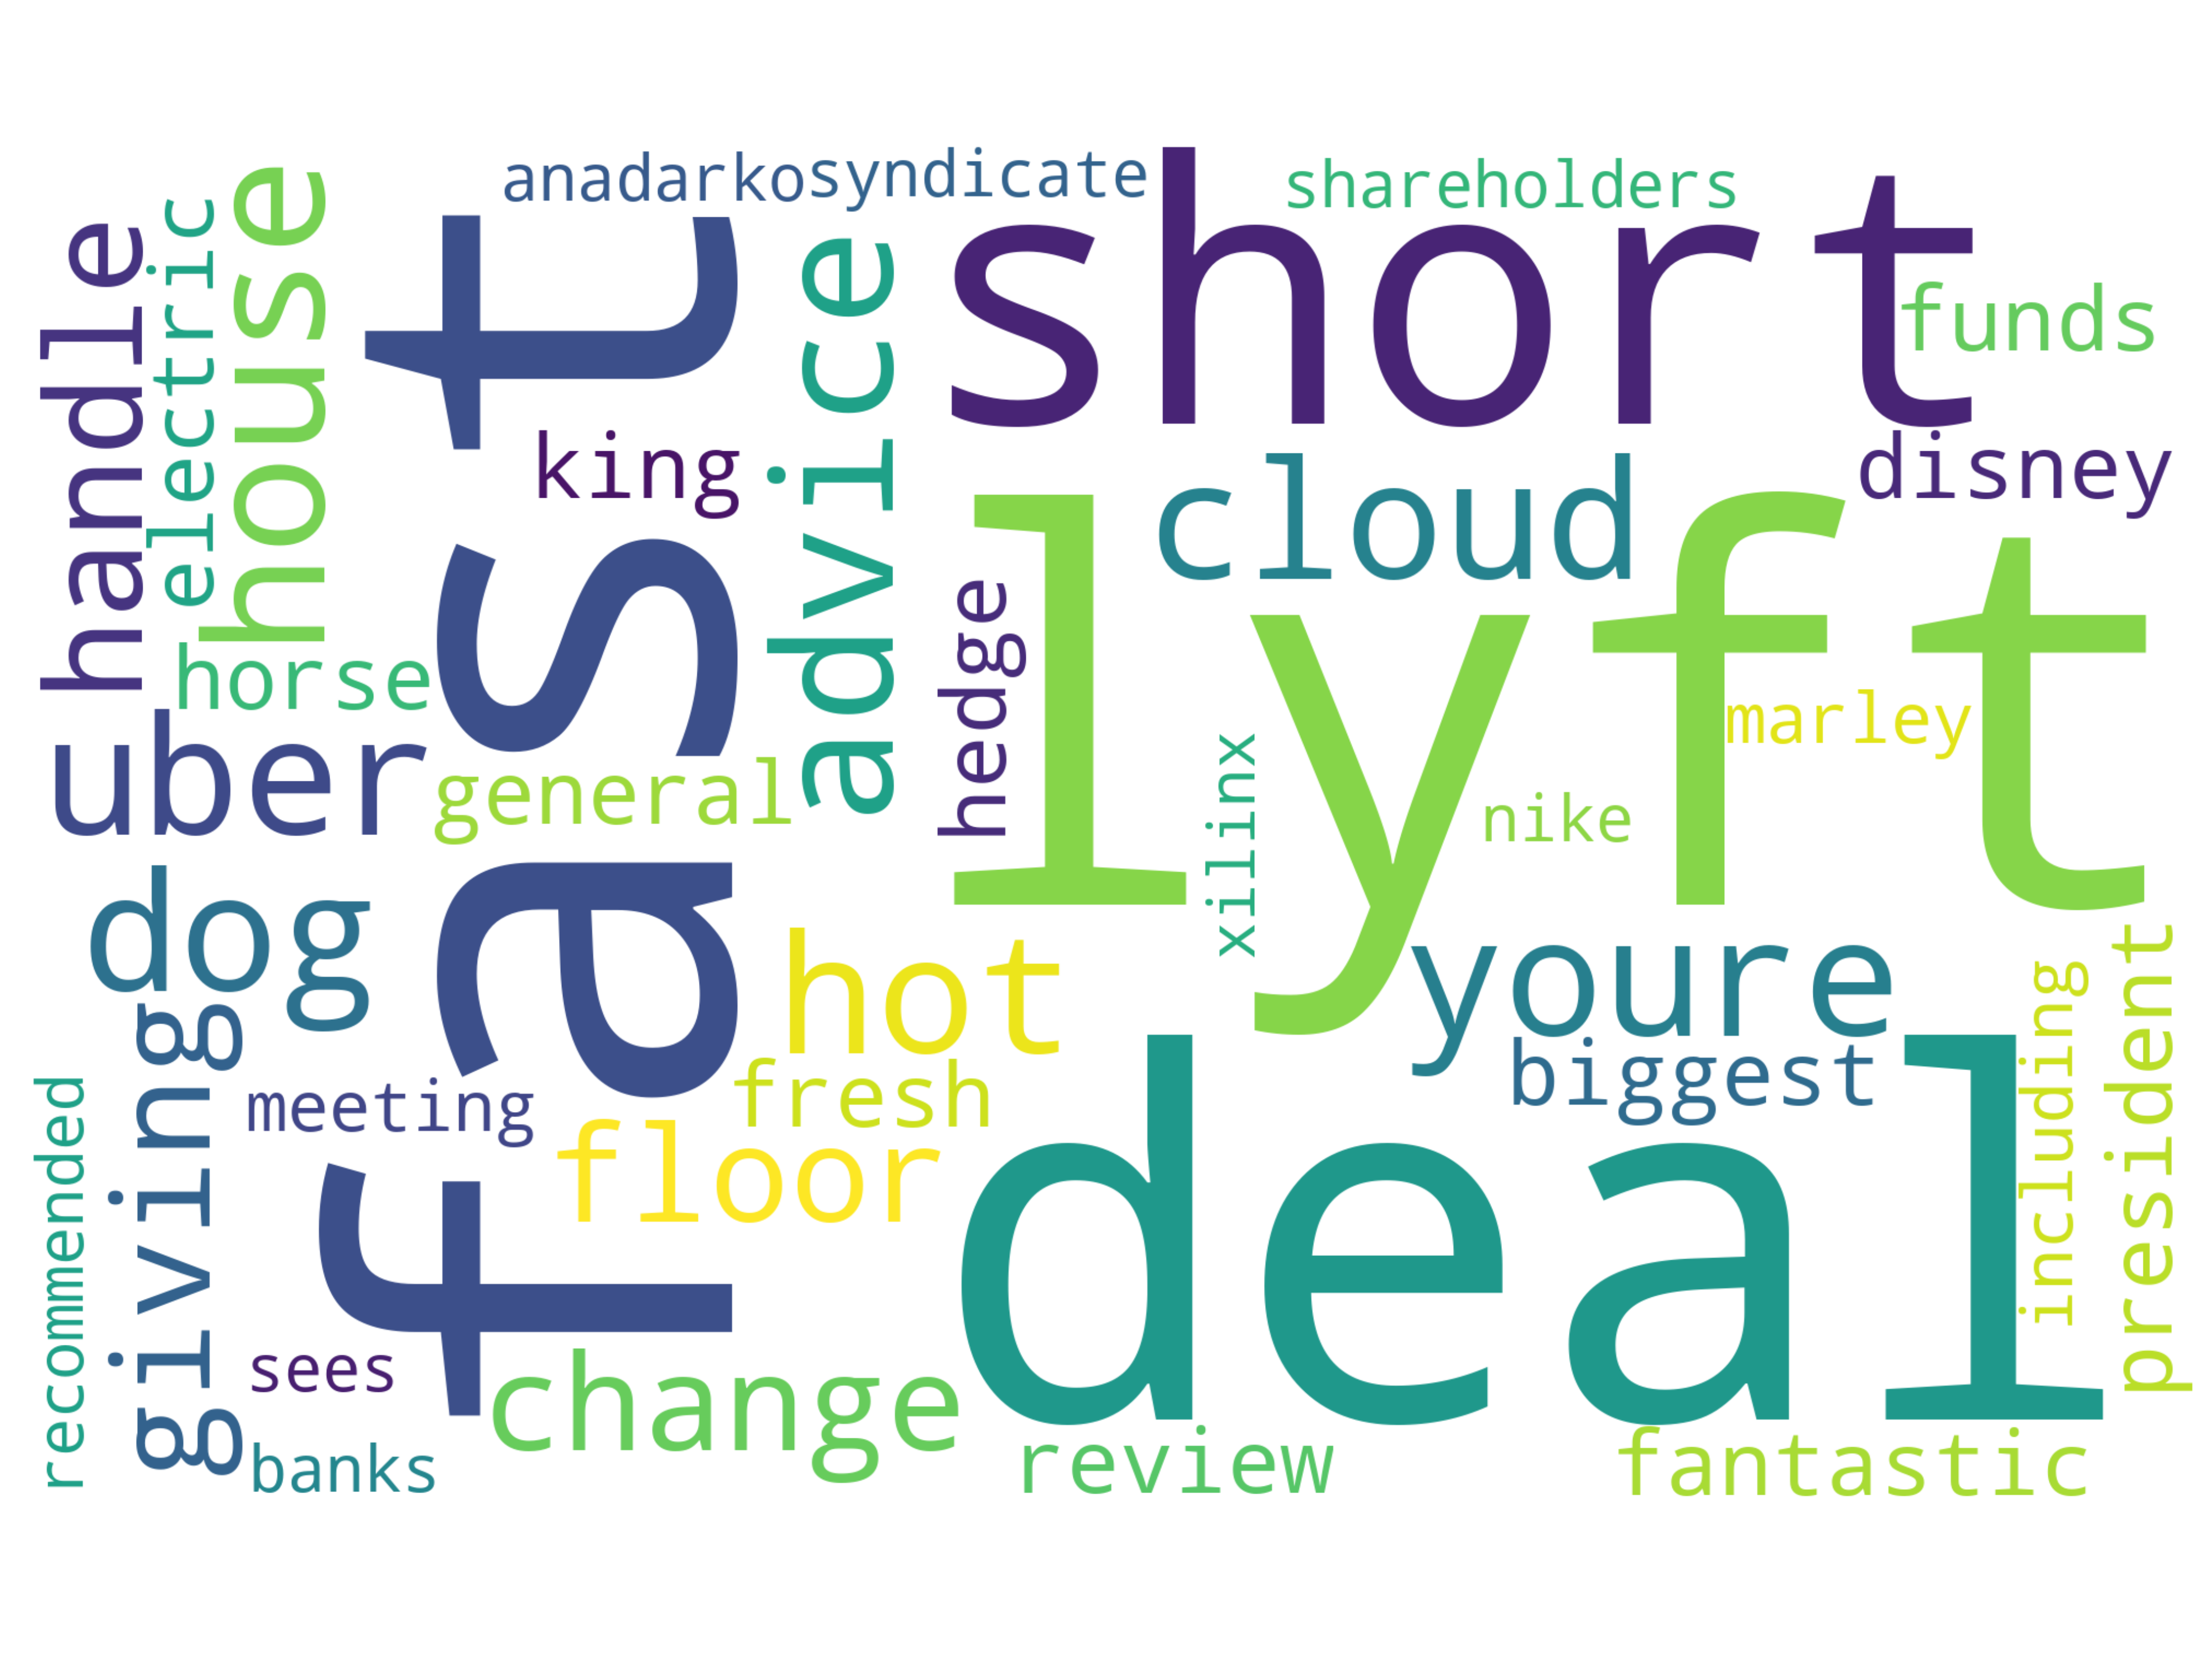 anadarkosyndicate
shareholders
short
funds
handle
electric
house
fast
advice
king
cloud
disney
lyft
hedge
horse
marley
uber
general
xilinx
nike
dog
hot
youre
giving
meeting
fresh
biggest
including
president
recommended
floor
deal
sees
change
banks
review
fantastic